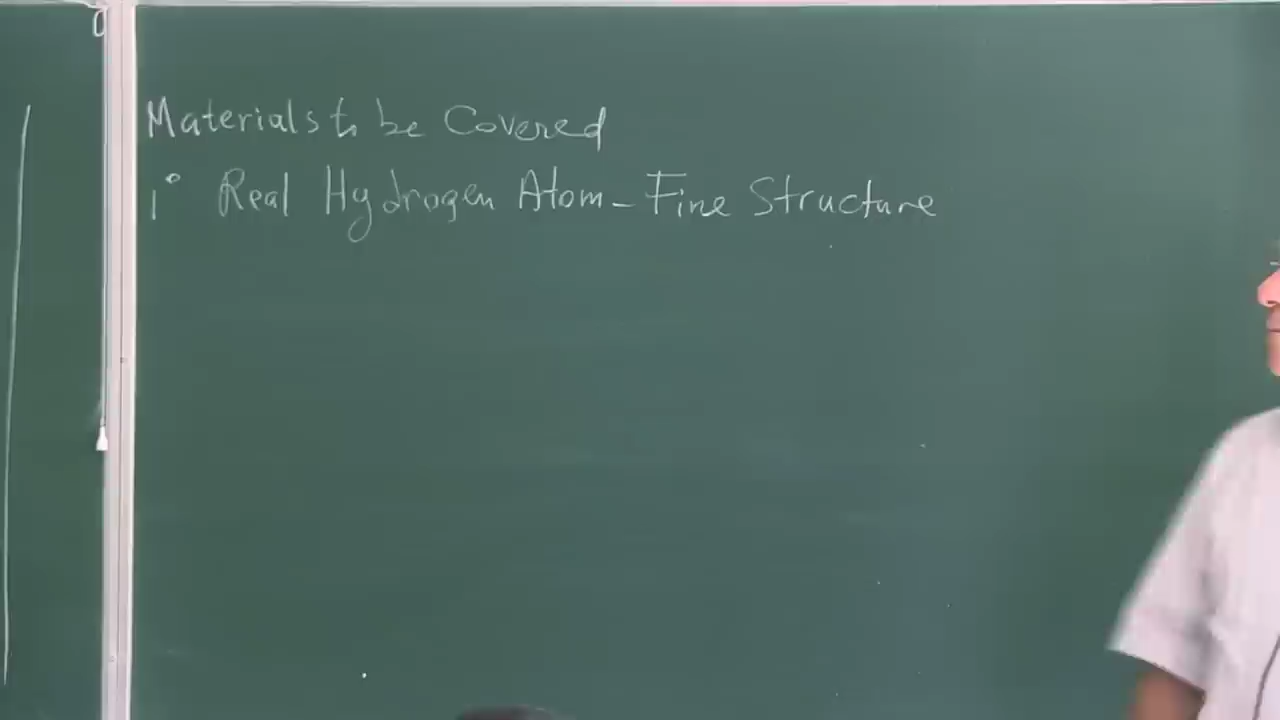 Materials to be Covered
1° Real Hydrogen Atom - Fine Structure